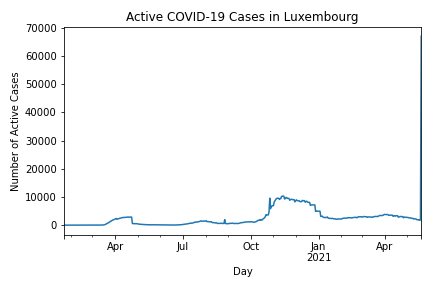 Active COVID-19 Cases in Luxembourg
70000
60000
50000
40000
30000
20000
10000
0
Number of Active Cases
Apr Jul Oct Jan Apr
2021
Day